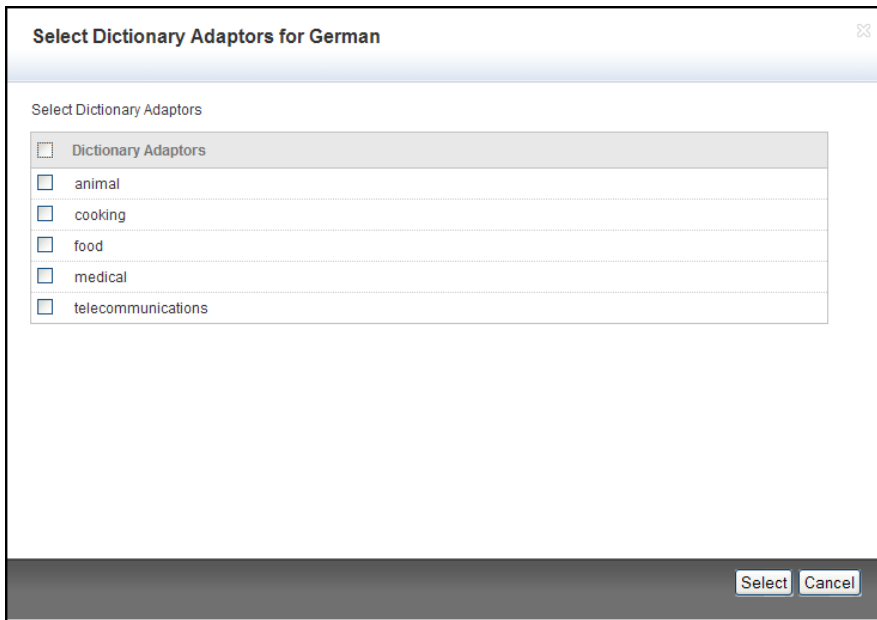 Select Dictionary Adaptors for German
Select Dictionary Adaptors
Dictionary Adaptors
animal
cooking
food
medical
telecommunications
Select Cancel